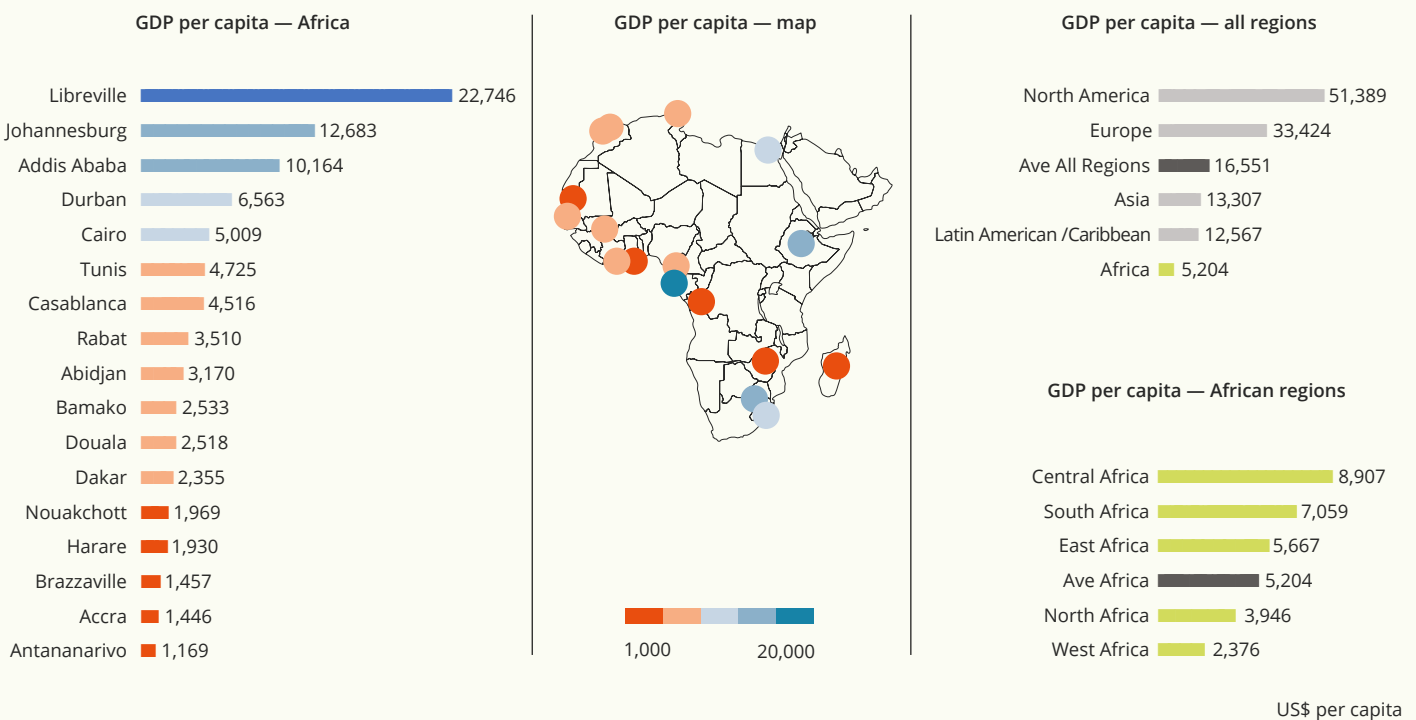 GDP per capita — Africa
Libreville 22,746
Johannesburg 12,683
Addis Ababa 10,164
Durban 6,563
Cairo 5,009
Tunis 4,725
Casablanca 4,516
Rabat 3,510
Abidjan 3,170
Bamako 2,533
Douala 2,518
Dakar 2,355
Nouakchott 1,969
Harare 1,930
Brazzaville 1,457
Accra 1,446
Antananarivo 1,169
GDP per capita — map
1,000 20,000
GDP per capita — all regions
North America 51,389
Europe 33,424
Ave All Regions 16,551
Asia 13,307
Latin American /Caribbean 12,567
Africa 5,204
GDP per capita — African regions
Central Africa 8,907
South Africa 7,059
East Africa 5,667
Ave Africa 5,204
North Africa 3,946
West Africa 2,376
US$ per capita